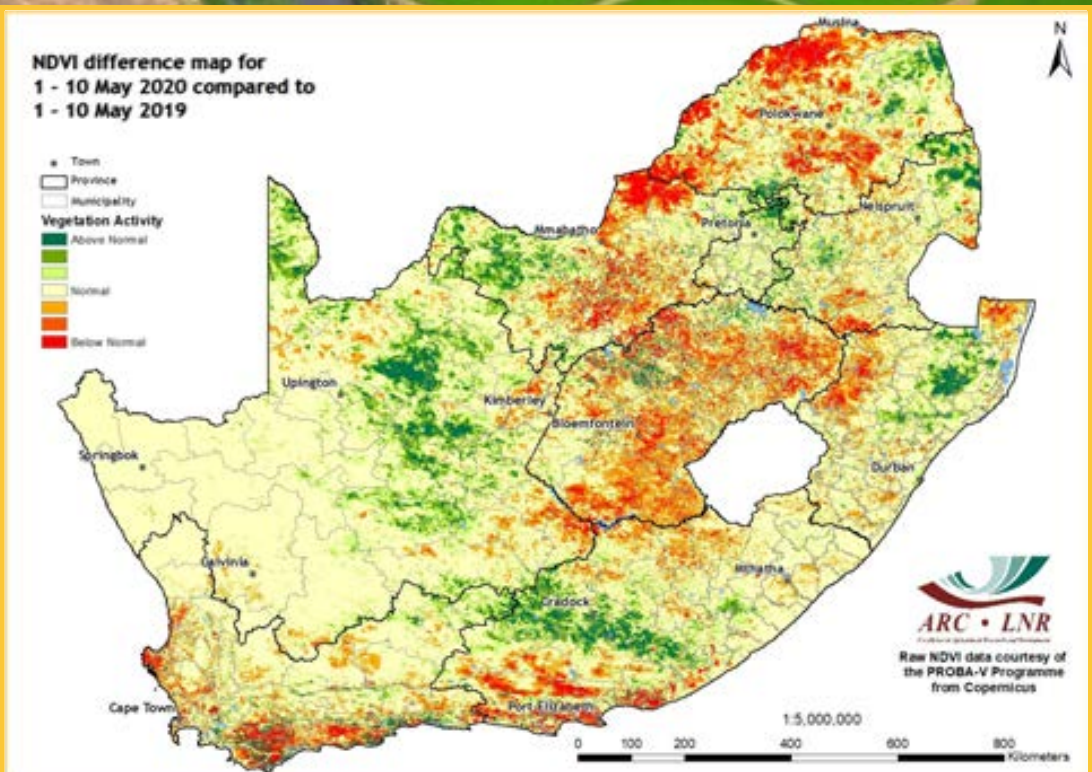 NDVI difference map for
1 - 10 May 2020 compared to
1 - 10 May 2019
Town
Province
Municipality
Vegetation Activity
Above Normal
Normal
Below Normal
N
Musina
Polokwane
Nelspruit
Pretoria
Mmabatho
Upington
Kimberley
Bloemfontein
Springbok
Durban
Calvinia
Mthatha
Cradock
Cape Town
Port Elizabeth
ARC • LNR
Raw NDVI data courtesy of
the PROBA-V Programme
from Copernicus
1:5,000,000
0 100 200 400 600 800
Kilometers